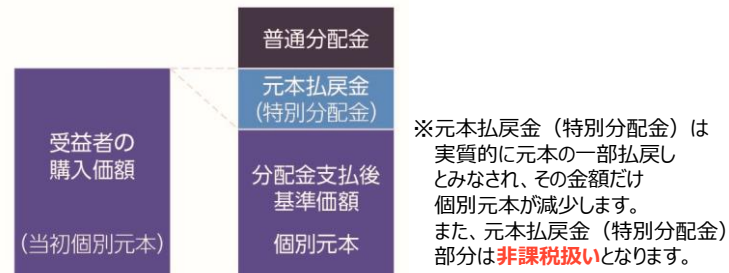 普通分配金
元本払戻金
(特別分配金)
受益者の
購入価額
(当初個別元本)
分配金支払後
基準価額
個別元本
※元本払戻金（特別分配金）は
実質的に元本の一部払戻し
とみなされ、その金額だけ
個別元本が減少します。
また、元本払戻金（特別分配金）
部分は非課税扱いとなります。